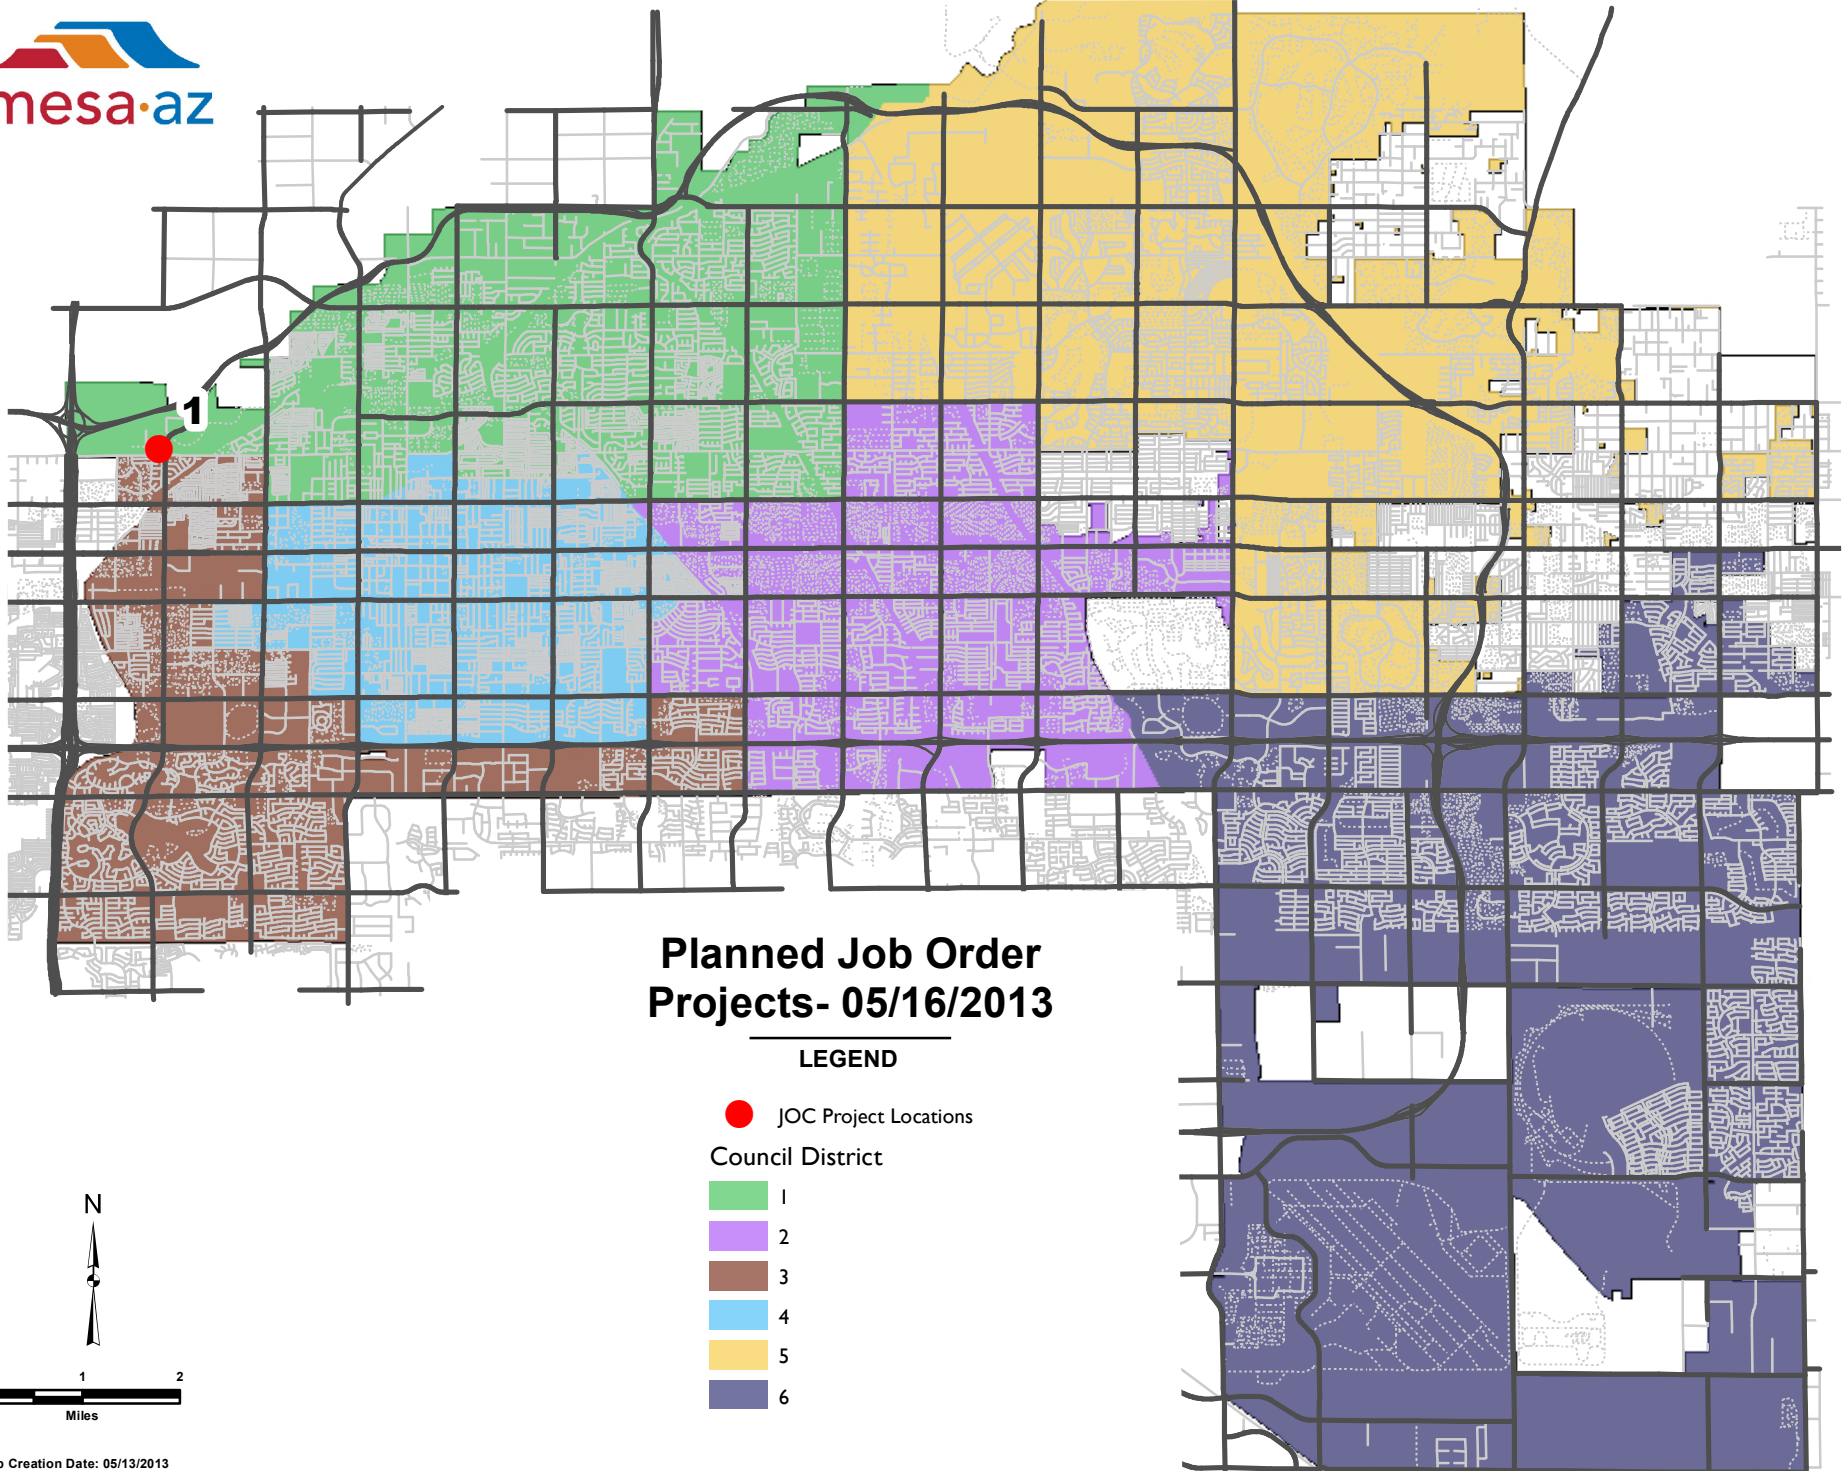 mesa·az
1
Planned Job Order
Projects- 05/16/2013
LEGEND
JOC Project Locations
Council District
1
2
3
4
5
6
N
1 2
Miles
Creation Date: 05/13/2013